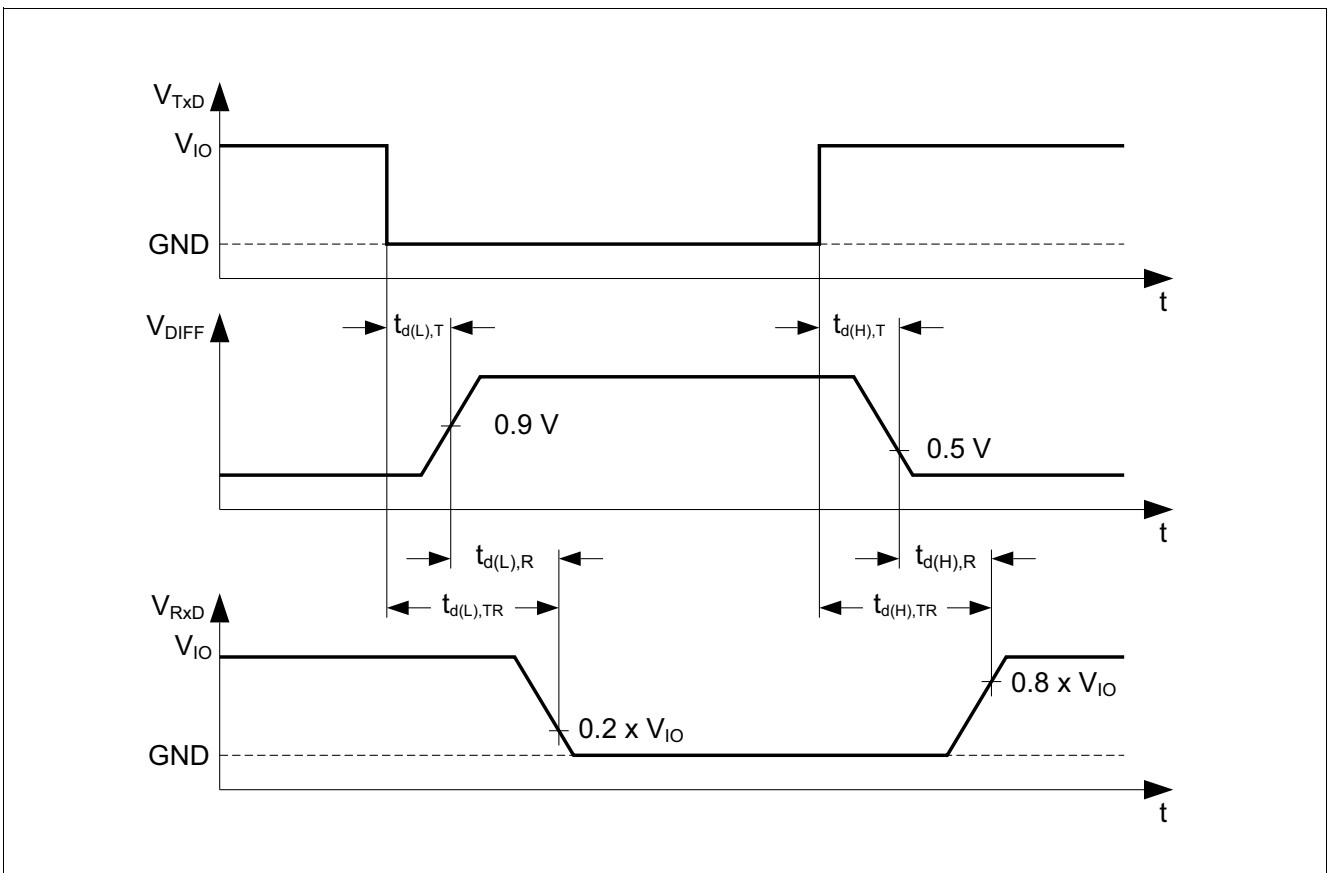 V_TxD
V_IO
GND
t
V_DIFF
t_d(L),T
t_d(H),T
0.9 V
0.5 V
t
t_d(L),R
t_d(H),R
V_RxD
t_d(L),TR
t_d(H),TR
V_IO
0.8 x V_IO
0.2 x V_IO
GND
t